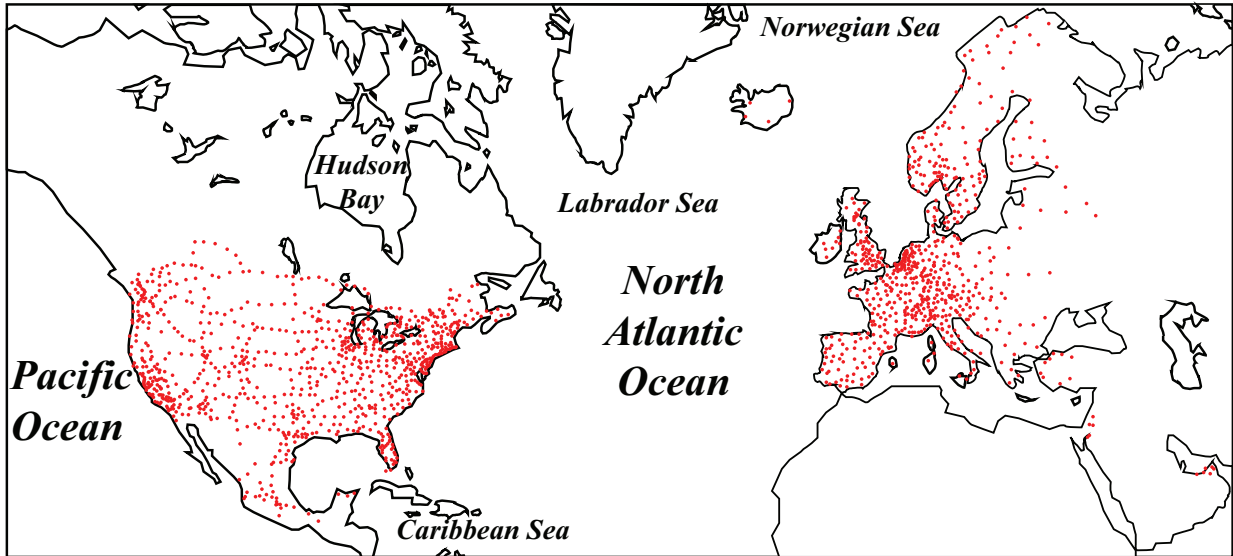 Norwegian Sea
Hudson
Bay
Labrador Sea
North
Atlantic
Ocean
Pacific
Ocean
Caribbean Sea